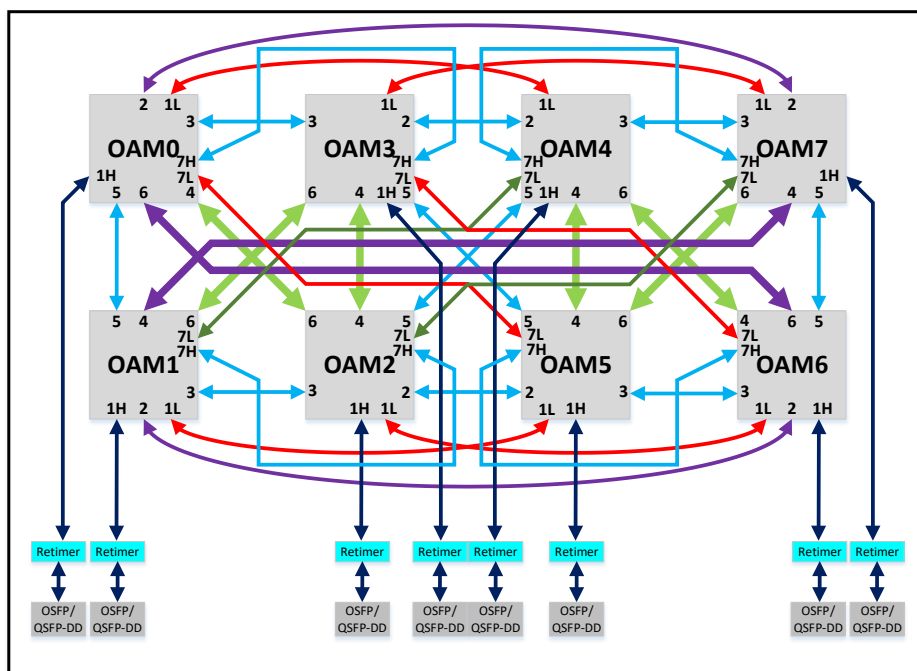 2 1L 1L 1L 1L 2
3 3 2 2 3 3
OAM0 OAM3 OAM4 OAM7
7H 7H 7H 7H
1H 7L 7L 7L 7L 1H
5 6 4 6 4 1H 5 5 1H 4 6 6 4 5
5 4 6 6 4 5 5 4 6 4 6 5
7L 7L 7L 7L
7H 7H 7H 7H
OAM1 OAM2 OAM5 OAM6
3 3 2 2 3 3
1H 2 1L 1H 1L 1L 1H 1L 2 1H
Retimer Retimer Retimer Retimer Retimer Retimer Retimer Retimer
OSFP/ OSFP/ OSFP/ OSFP/ OSFP/ OSFP/ OSFP/ OSFP/
QSFP-DD QSFP-DD QSFP-DD QSFP-DD QSFP-DD QSFP-DD QSFP-DD QSFP-DD